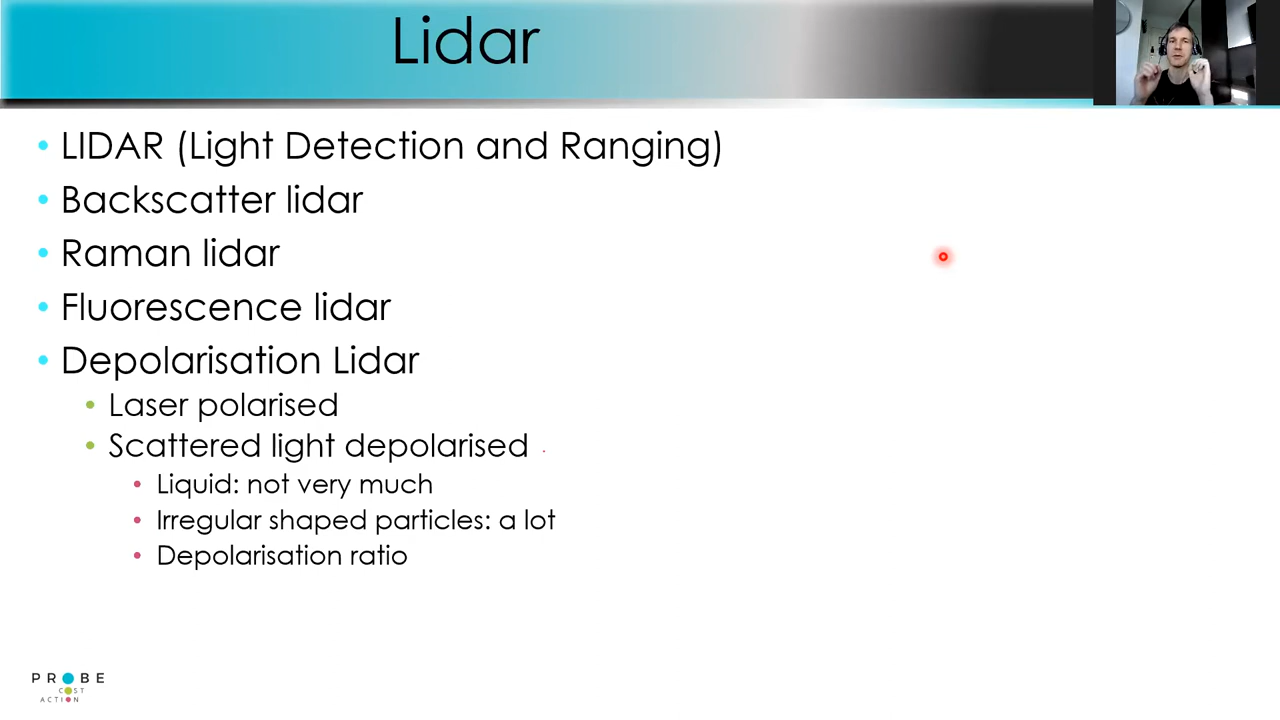 Lidar
LIDAR (Light Detection and Ranging)
Backscatter lidar
Raman lidar
Fluorescence lidar
Depolarisation Lidar
Laser polarised
Scattered light depolarised
Liquid: not very much
Irregular shaped particles: a lot
Depolarisation ratio
PROBE
COST
ACTION